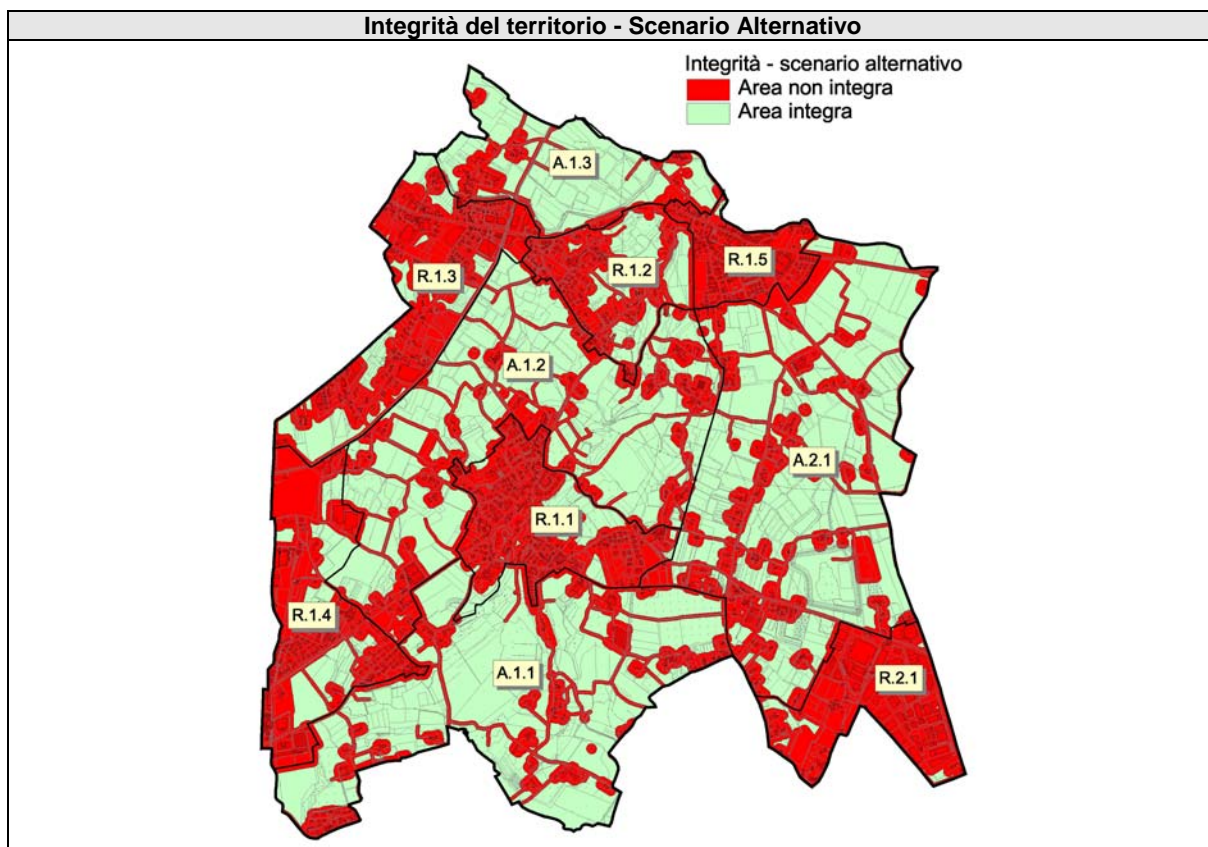 Integrità del territorio - Scenario Alternativo
Integrità - scenario alternativo
Area non integra
Area integra
A.1.3
R.1.3
R.1.2
R.1.5
A.1.2
A.2.1
R.1.1
R.1.4
A.1.1
R.2.1